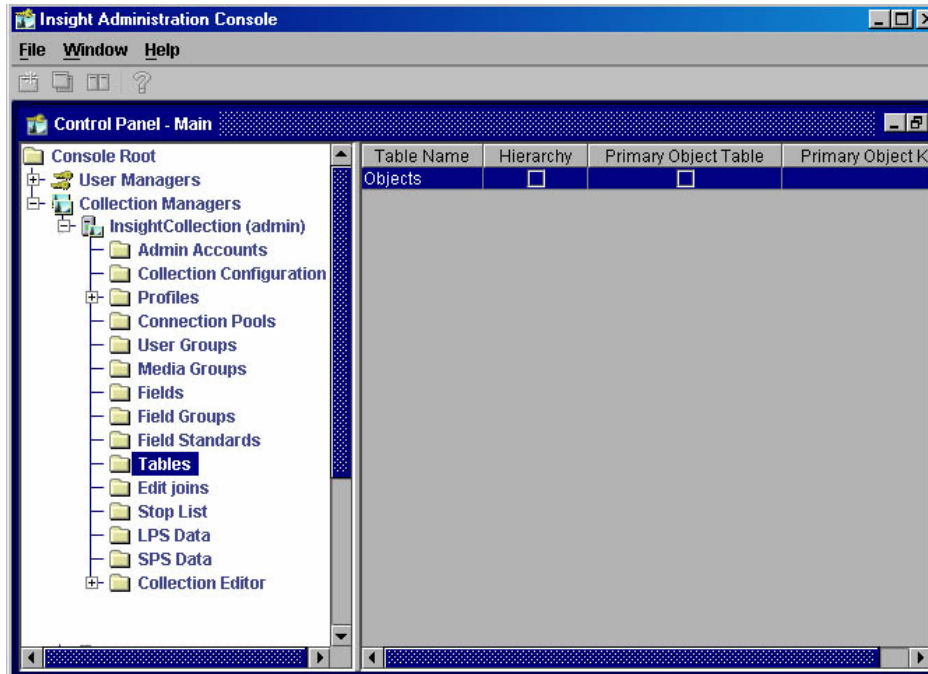 Insight Administration Console
File Window Help
Control Panel - Main
Console Root
User Managers
Collection Managers
InsightCollection (admin)
Admin Accounts
Collection Configuration
Profiles
Connection Pools
User Groups
Media Groups
Fields
Field Groups
Field Standards
Tables
Edit joins
Stop List
LPS Data
SPS Data
Collection Editor
Table Name Hierarchy Primary Object Table Primary Object K
Objects